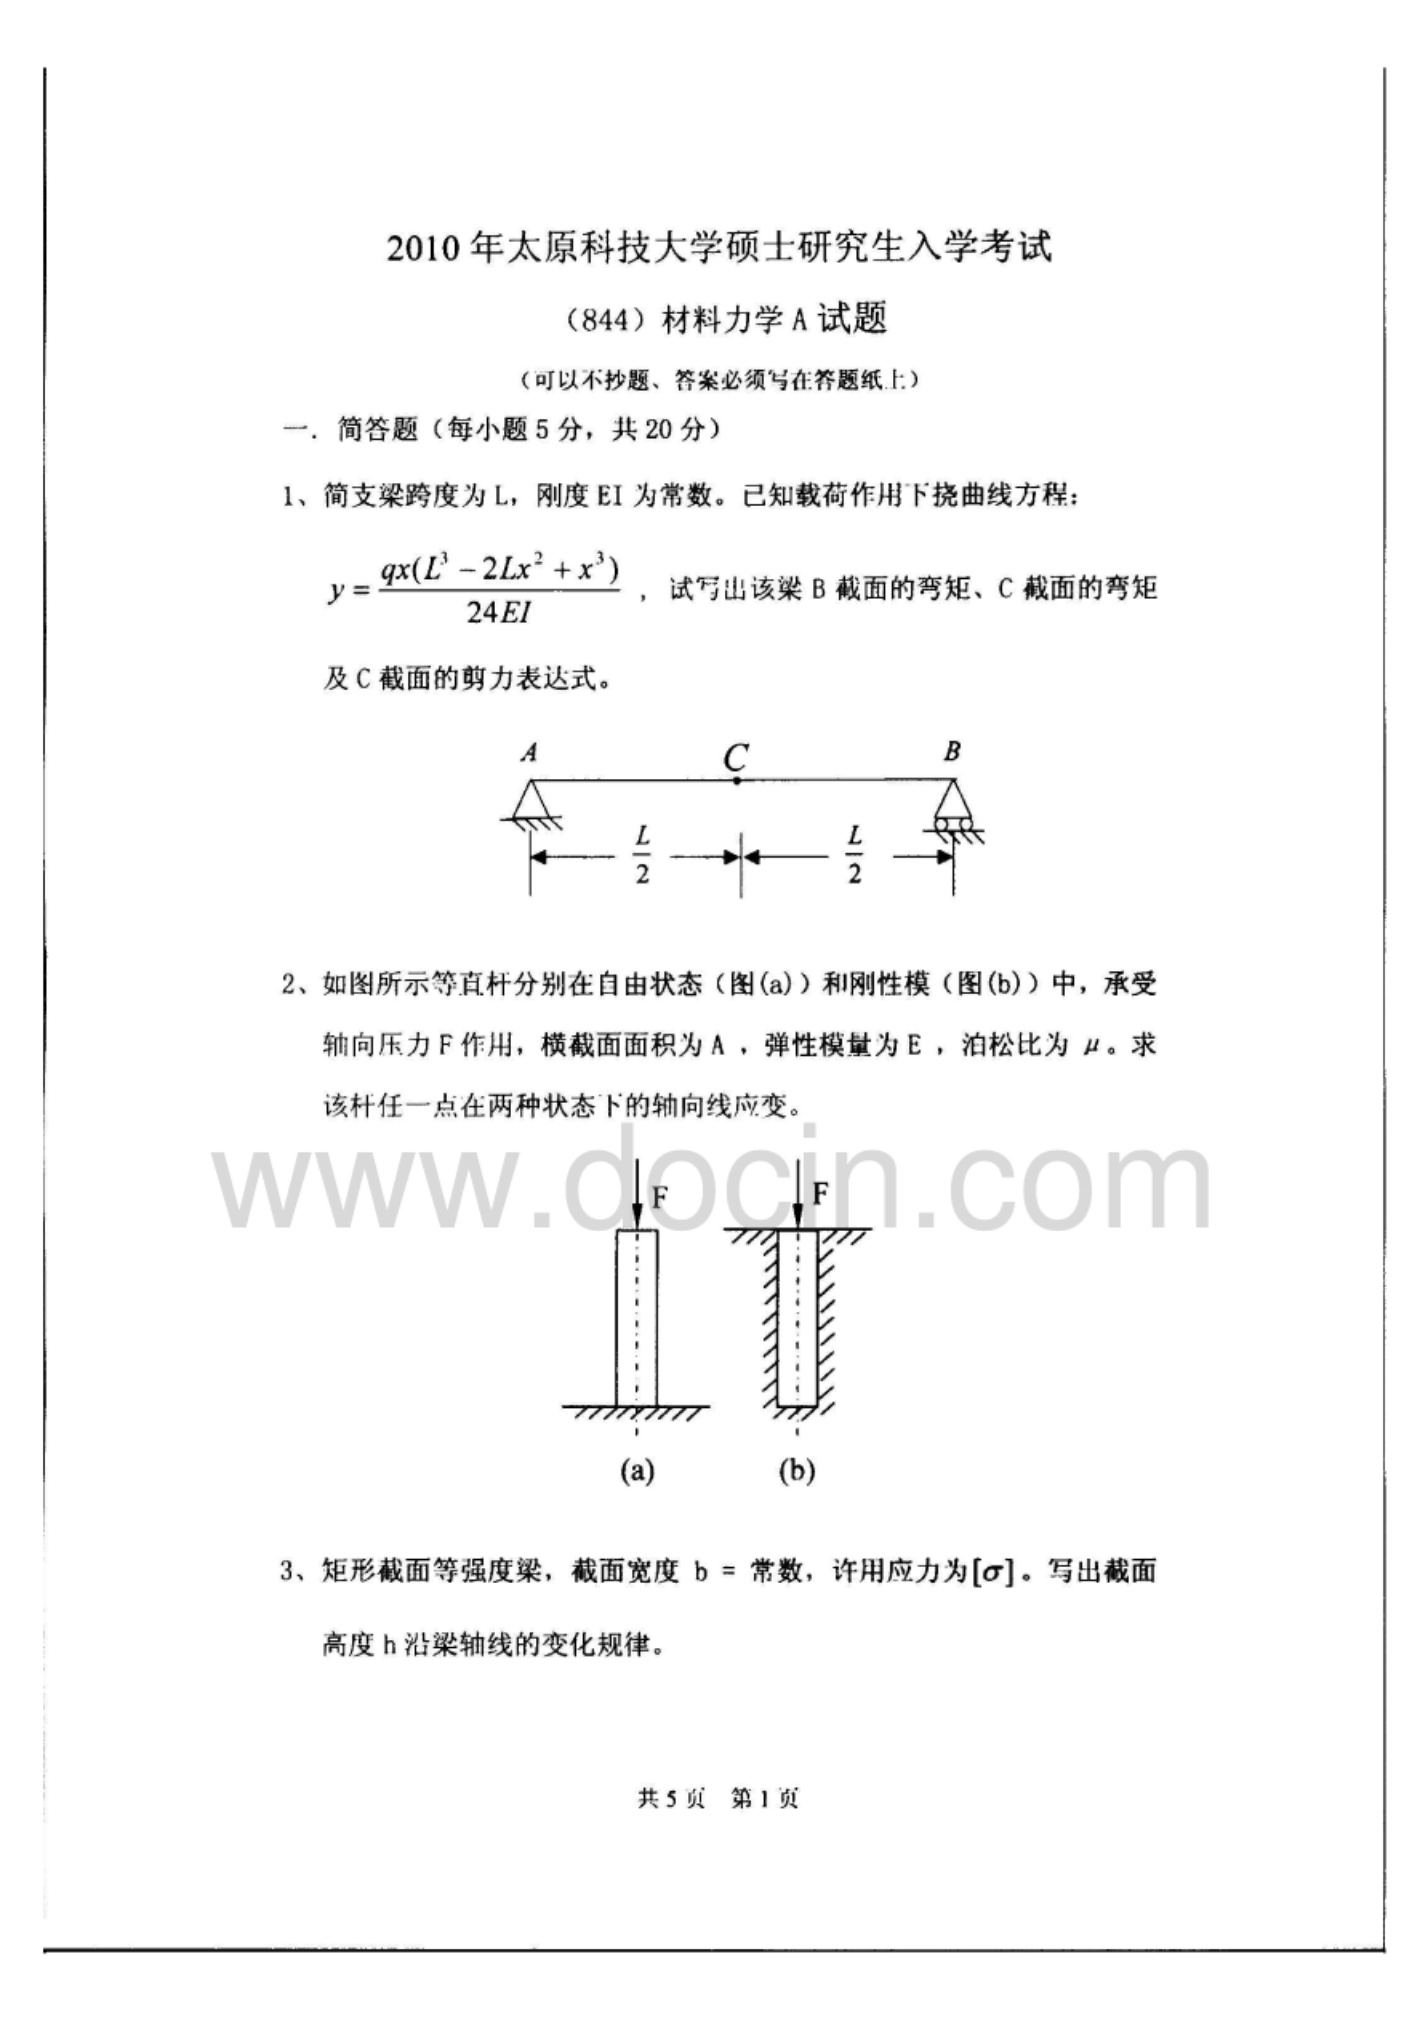 2010年太原科技大学硕士研究生入学考试
（844）材料力学A试题
（可以不抄题、答案必须写在答题纸上）
一．简答题（每小题5分，共20分）
1、简支梁跨度为L，刚度EI为常数。已知载荷作用下挠曲线方程：
y = qx(L³ − 2Lx² + x³) / 24EI ，试写出该梁B截面的弯矩、C截面的弯矩
及C截面的剪力表达式。
A C B
L/2 L/2
2、如图所示等直杆分别在自由状态（图(a)）和刚性模（图(b)）中，承受
轴向压力F作用，横截面面积为A，弹性模量为E，泊松比为μ。求
该杆任一点在两种状态下的轴向线应变。
www.docin.com
F F
(a) (b)
3、矩形截面等强度梁，截面宽度 b = 常数，许用应力为[σ]。写出截面
高度h沿梁轴线的变化规律。
共5页 第1页